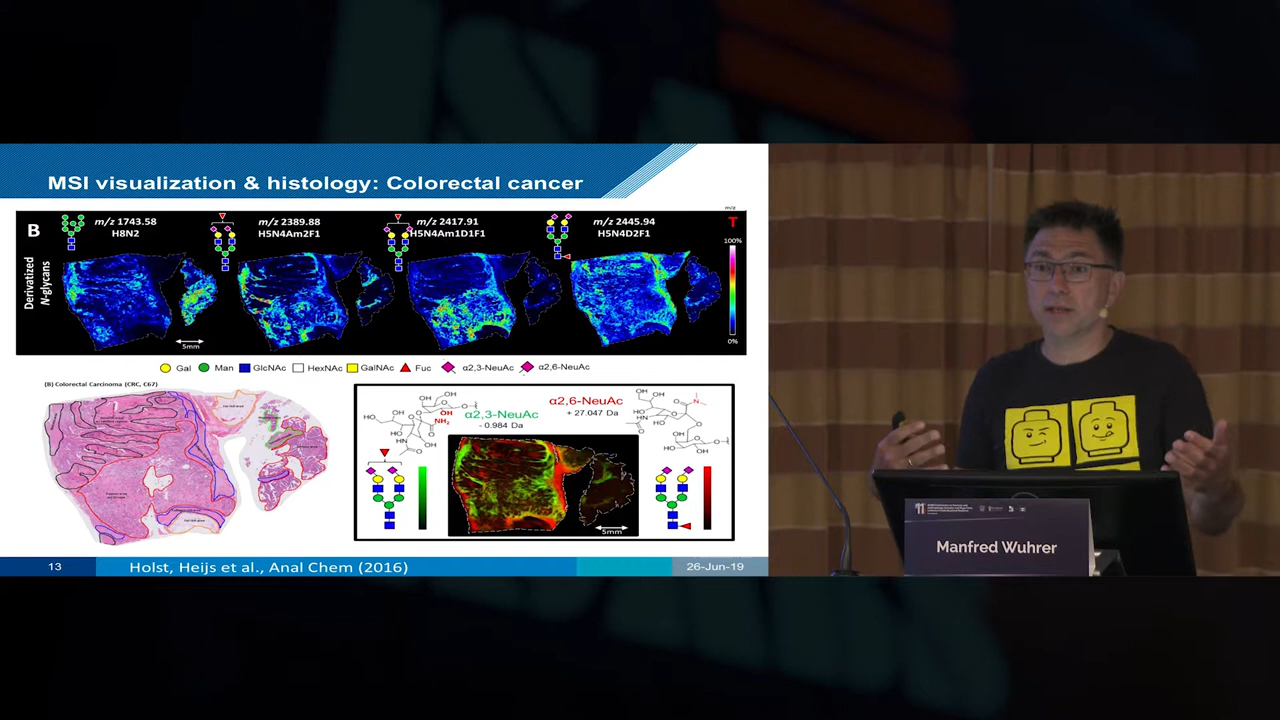 MSI visualization & histology: Colorectal cancer
B
Derivatized
N-glycans
m/z 1743.58
H8N2
m/z 2389.88
H5N4Am2F1
m/z 2417.91
H5N4Am1D1F1
m/z 2445.94
H5N4D2F1
m/z
T
100%
0%
5mm
Gal
Man
GlcNAc
HexNAc
GalNAc
Fuc
α2,3-NeuAc
α2,6-NeuAc
(B) Colorectal Carcinoma (CRC, C67)
α2,3-NeuAc
- 0.984 Da
α2,6-NeuAc
+ 27.047 Da
5mm
13
Holst, Heijs et al., Anal Chem (2016)
26-Jun-19
11
Manfred Wuhrer